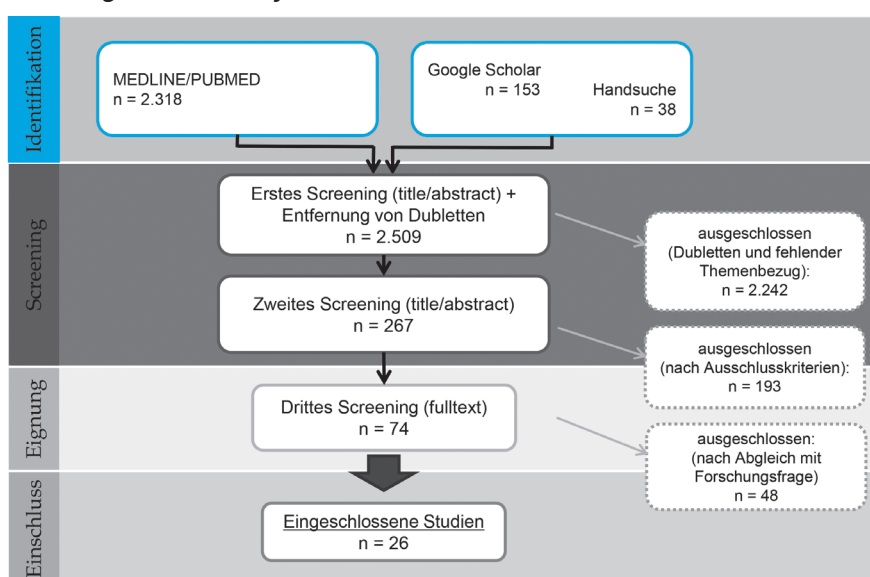 Identifikation
MEDLINE/PUBMED
n = 2.318
Google Scholar
n = 153
Handsuche
n = 38
Screening
Erstes Screening (title/abstract) +
Entfernung von Dubletten
n = 2.509
ausgeschlossen
(Dubletten und fehlender
Themenbezug):
n = 2.242
Zweites Screening (title/abstract)
n = 267
ausgeschlossen
(nach Ausschlusskriterien):
n = 193
Eignung
Drittes Screening (fulltext)
n = 74
ausgeschlossen:
(nach Abgleich mit
Forschungsfrage)
n = 48
Einschluss
Eingeschlossene Studien
n = 26